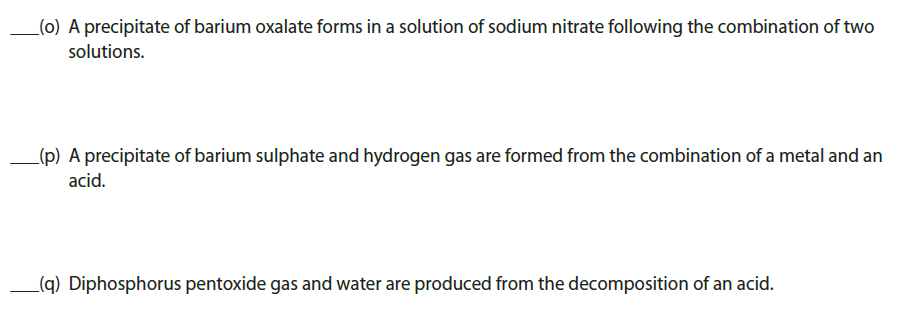 ___(o) A precipitate of barium oxalate forms in a solution of sodium nitrate following the combination of two
solutions.
___(p) A precipitate of barium sulphate and hydrogen gas are formed from the combination of a metal and an
acid.
___(q) Diphosphorus pentoxide gas and water are produced from the decomposition of an acid.